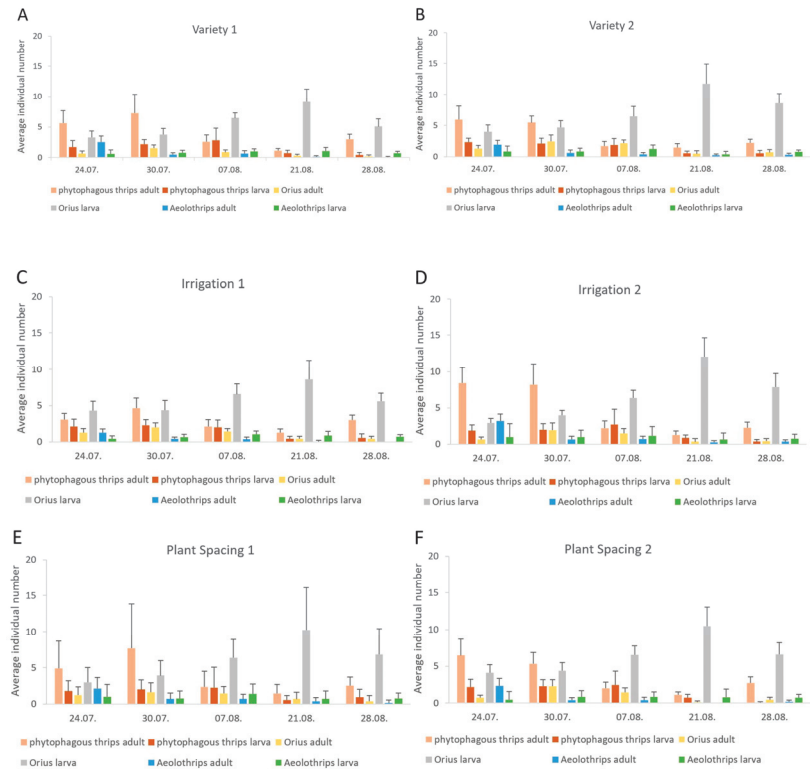 A
Variety 1
Average individual number
20
15
10
5
0
24.07. 30.07. 07.08. 21.08. 28.08.
phytophagous thrips adult phytophagous thrips larva Orius adult
Orius larva Aeolothrips adult Aeolothrips larva
B
Variety 2
Average individual number
20
15
10
5
0
24.07. 30.07. 07.08. 21.08. 28.08.
phytophagous thrips adult phytophagous thrips larva Orius adult
Orius larva Aeolothrips adult Aeolothrips larva
C
Irrigation 1
Average individual number
20
15
10
5
0
24.07. 30.07. 07.08. 21.08. 28.08.
phytophagous thrips adult phytophagous thrips larva Orius adult
Orius larva Aeolothrips adult Aeolothrips larva
D
Irrigation 2
Average individual number
20
15
10
5
0
24.07. 30.07. 07.08. 21.08. 28.08.
phytophagous thrips adult phytophagous thrips larva Orius adult
Orius larva Aeolothrips adult Aeolothrips larva
E
Plant Spacing 1
Average individual number
20
15
10
5
0
24.07. 30.07. 07.08. 21.08. 28.08.
phytophagous thrips adult phytophagous thrips larva Orius adult
Orius larva Aeolothrips adult Aeolothrips larva
F
Plant Spacing 2
Average individual number
20
15
10
5
0
24.07. 30.07. 07.08. 21.08. 28.08.
phytophagous thrips adult phytophagous thrips larva Orius adult
Orius larva Aeolothrips adult Aeolothrips larva